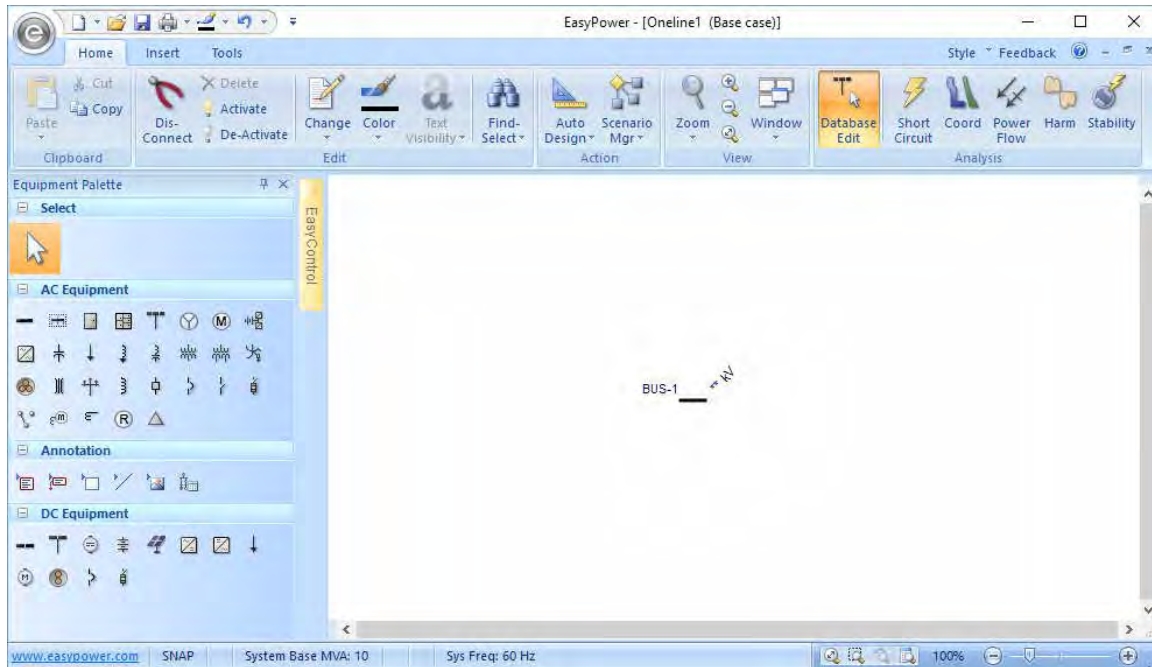 EasyPower - [Oneline1 (Base case)]
Home Insert Tools Style Feedback
Paste
Cut
Copy
Clipboard
Dis-
Connect
Delete
Activate
De-Activate
Change
Color
Text
Visibility
Find-
Select
Edit
Auto
Design
Scenario
Mgr
Action
Zoom
Window
View
Database
Edit
Short
Circuit
Coord
Power
Flow
Harm
Stability
Analysis
Equipment Palette
Select
EasyControl
AC Equipment
M
R
BUS-1
** kV
Annotation
DC Equipment
M
www.easypower.com SNAP System Base MVA: 10 Sys Freq: 60 Hz 100%